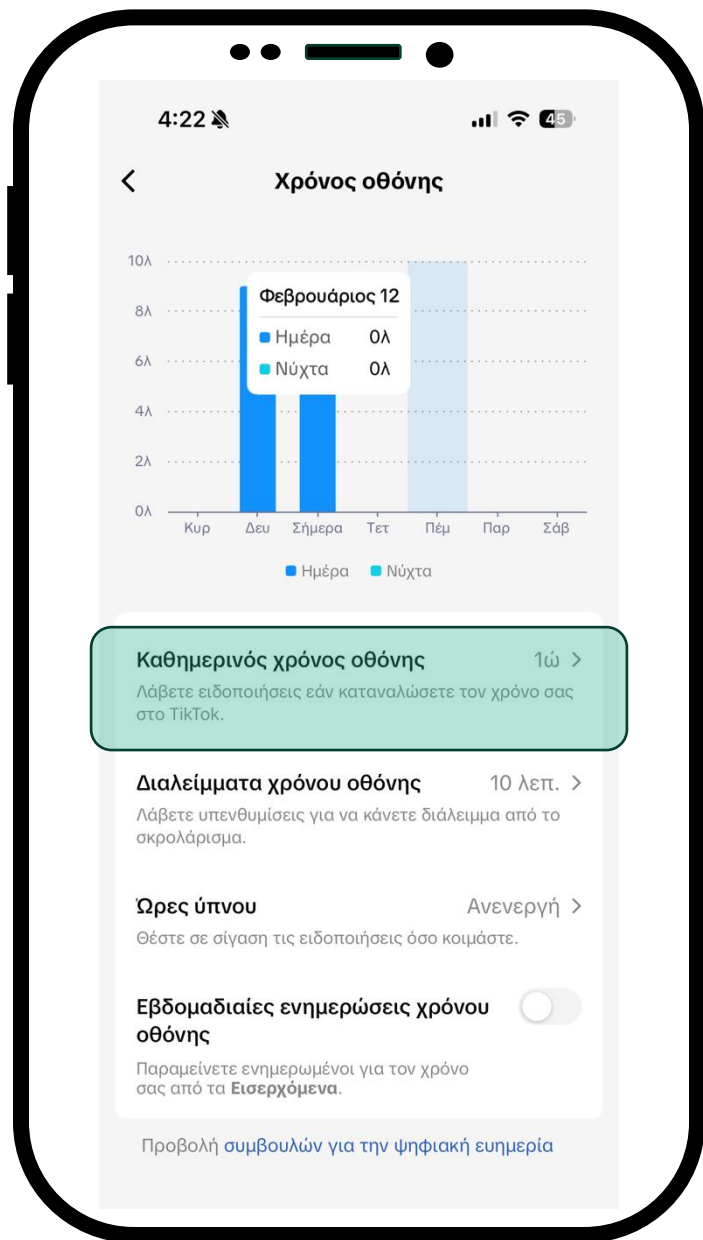 4:22
45
Χρόνος οθόνης
10λ
8λ
6λ
4λ
2λ
0λ
Φεβρουάριος 12
Ημέρα 0λ
Νύχτα 0λ
Κυρ Δευ Σήμερα Τετ Πέμ Παρ Σάβ
Ημέρα Νύχτα
Καθημερινός χρόνος οθόνης 1ώ
Λάβετε ειδοποιήσεις εάν καταναλώσετε τον χρόνο σας
στο TikTok.
Διαλείμματα χρόνου οθόνης 10 λεπ.
Λάβετε υπενθυμίσεις για να κάνετε διάλειμμα από το
σκρολάρισμα.
Ώρες ύπνου Ανενεργή
Θέστε σε σίγαση τις ειδοποιήσεις όσο κοιμάστε.
Εβδομαδιαίες ενημερώσεις χρόνου
οθόνης
Παραμείνετε ενημερωμένοι για τον χρόνο
σας από τα Εισερχόμενα.
Προβολή συμβουλών για την ψηφιακή ευημερία